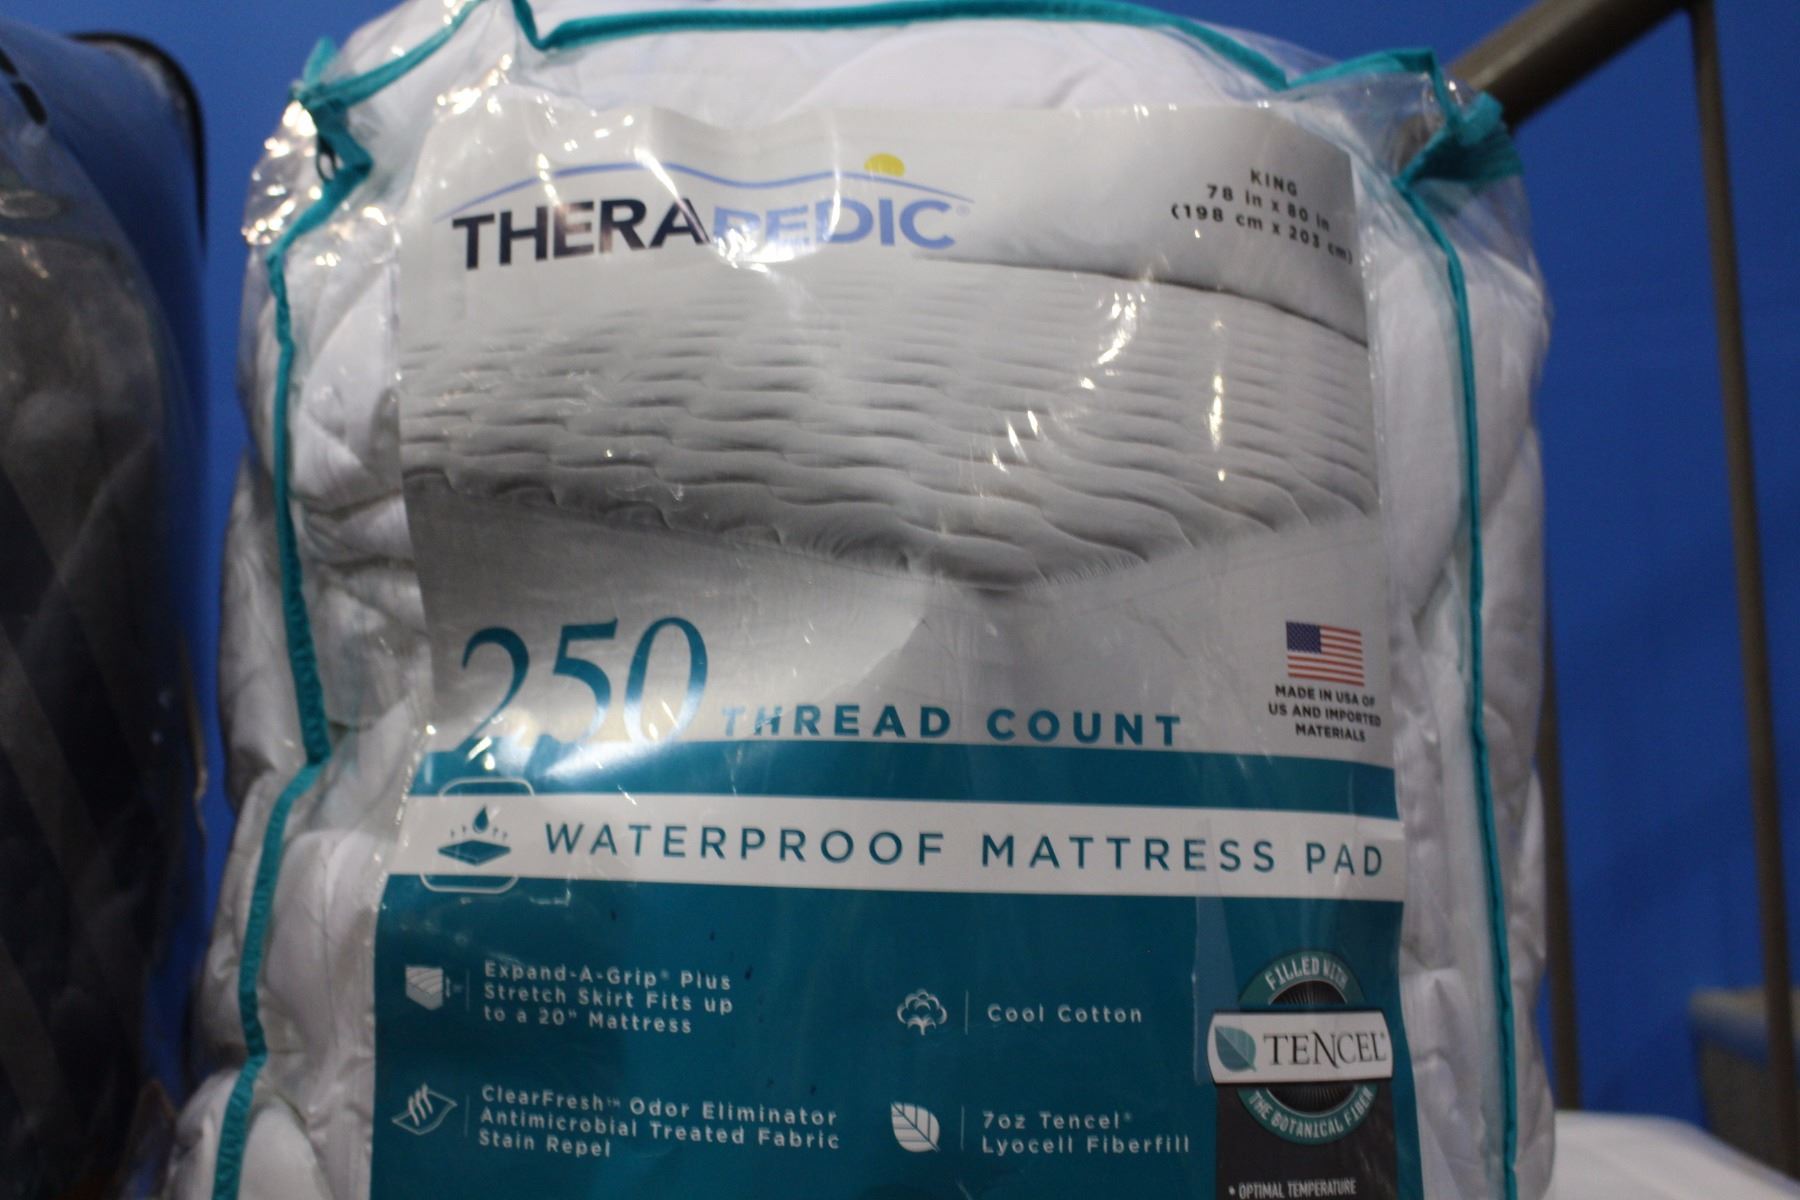 THERAPEDIC®
KING
78 in x 80 in
(198 cm x 203 cm)
250 THREAD COUNT
MADE IN USA OF
US AND IMPORTED
MATERIALS
WATERPROOF MATTRESS PAD
Expand-A-Grip® Plus
Stretch Skirt Fits up
to a 20" Mattress
Cool Cotton
ClearFresh™ Odor Eliminator
Antimicrobial Treated Fabric
Stain Repel
7oz Tencel®
Lyocell Fiberfill
FILLED WITH
TENCEL®
THE BOTANICAL FIBER
• OPTIMAL TEMPERATURE